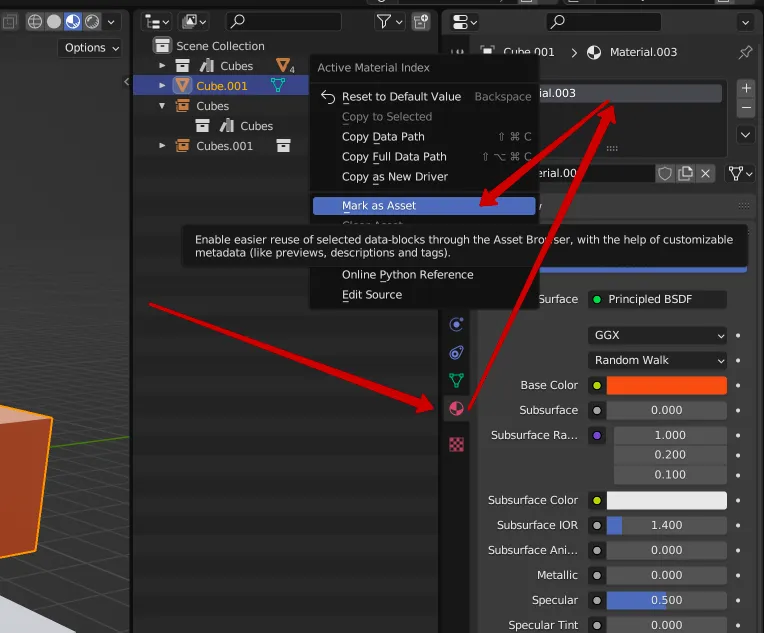 Options
Scene Collection
Cubes
4
Cube.001
Cubes
Cubes
Cubes.001
Active Material Index
Reset to Default Value Backspace
Copy to Selected
Copy Data Path ⇧ ⌘ C
Copy Full Data Path ⇧ ⌥ ⌘ C
Copy as New Driver
Mark as Asset
Clear Asset
Enable easier reuse of selected data-blocks through the Asset Browser, with the help of customizable
metadata (like previews, descriptions and tags).
Online Python Reference
Edit Source
Cube.001 Material.003
ial.003
erial.00
Surface Principled BSDF
GGX
Random Walk
Base Color
Subsurface 0.000
Subsurface Ra... 1.000
0.200
0.100
Subsurface Color
Subsurface IOR 1.400
Subsurface Ani... 0.000
Metallic 0.000
Specular 0.500
Specular Tint 0.000